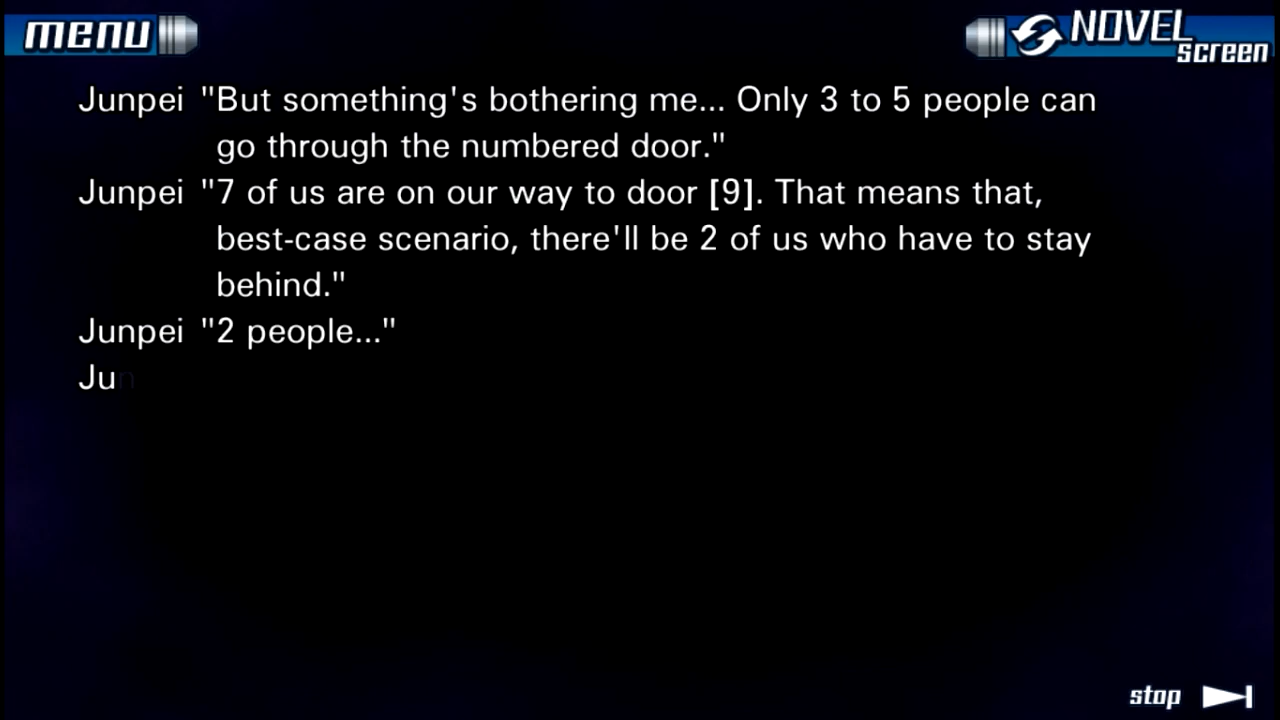 menu
NOVEL
screen
Junpei "But something's bothering me... Only 3 to 5 people can
go through the numbered door."
Junpei "7 of us are on our way to door [9]. That means that,
best-case scenario, there'll be 2 of us who have to stay
behind."
Junpei "2 people..."
Jun
stop